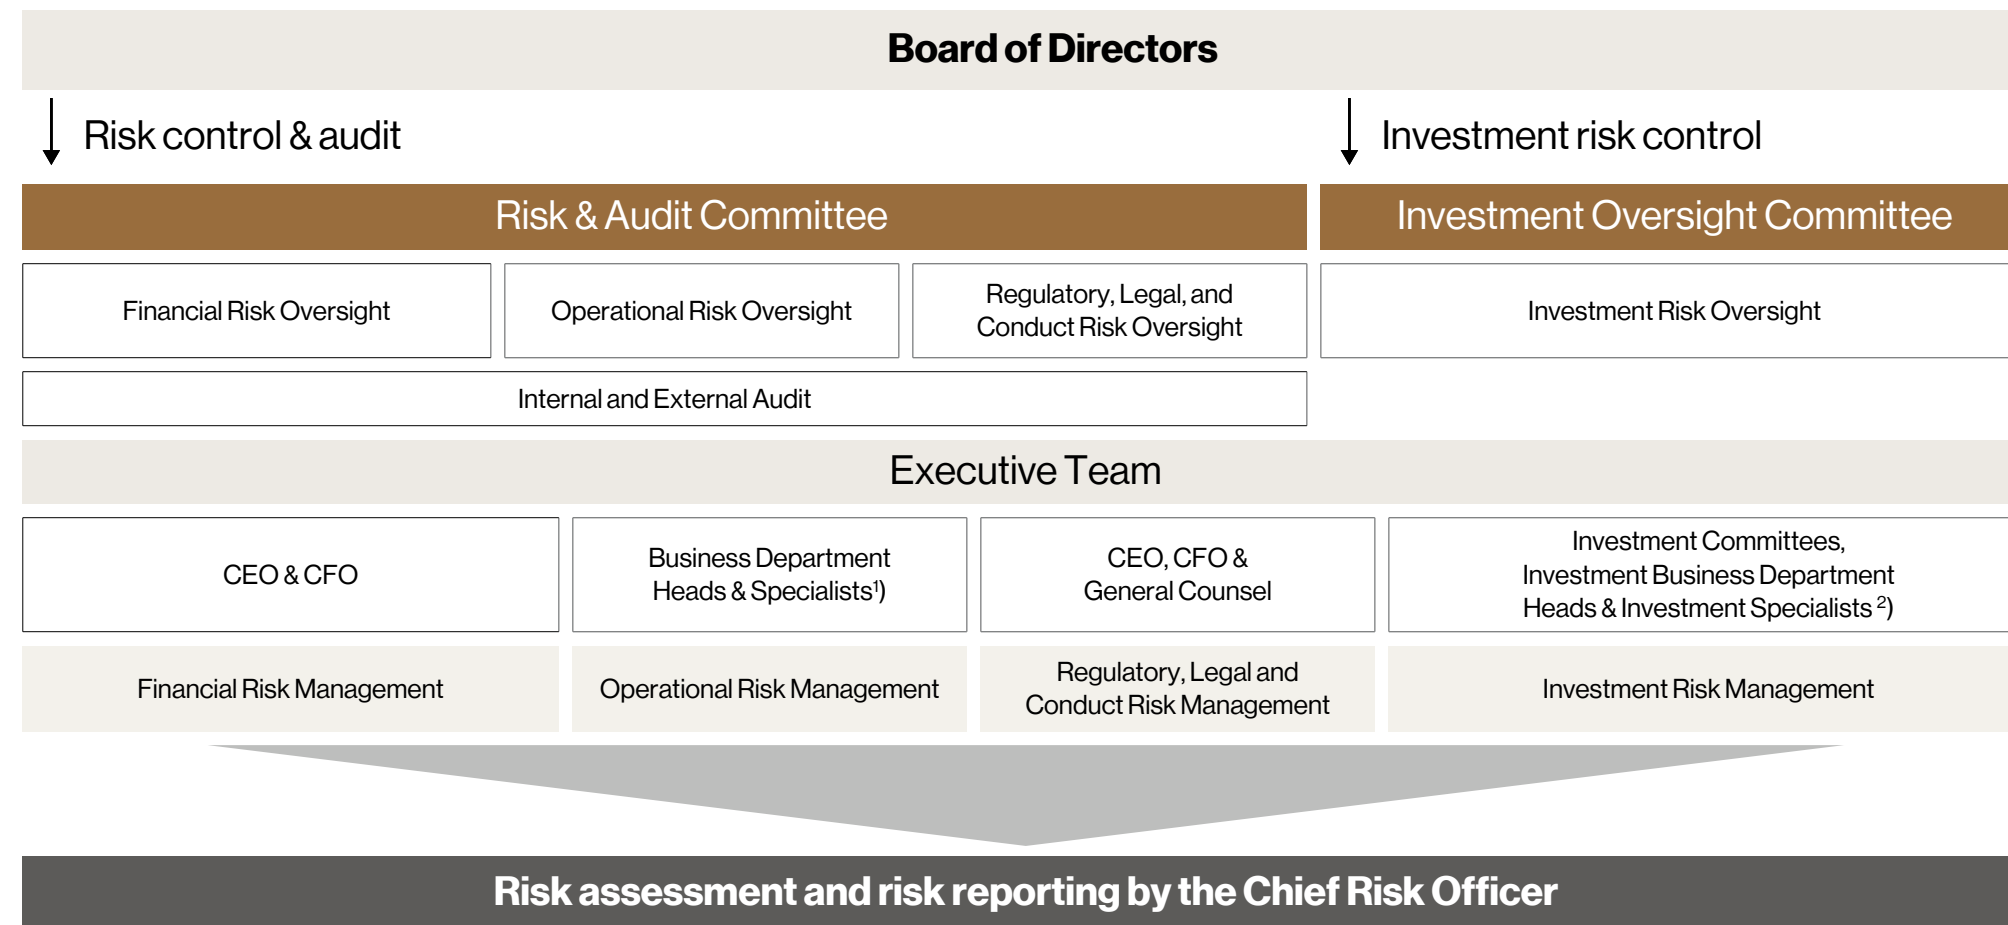 Board of Directors
Risk control & audit
Investment risk control
Risk & Audit Committee
Investment Oversight Committee
Financial Risk Oversight
Operational Risk Oversight
Regulatory, Legal, and
Conduct Risk Oversight
Investment Risk Oversight
Internal and External Audit
Executive Team
CEO & CFO
Business Department
Heads & Specialists¹)
CEO, CFO &
General Counsel
Investment Committees,
Investment Business Department
Heads & Investment Specialists ²)
Financial Risk Management
Operational Risk Management
Regulatory, Legal and
Conduct Risk Management
Investment Risk Management
Risk assessment and risk reporting by the Chief Risk Officer